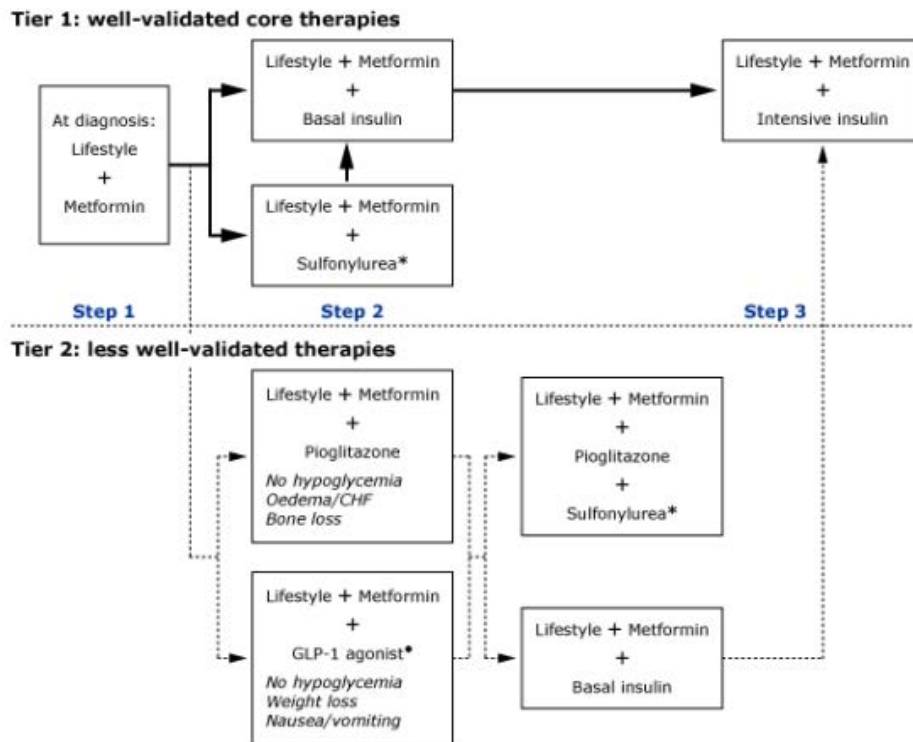 Tier 1: well-validated core therapies
At diagnosis:
Lifestyle
+
Metformin
Lifestyle + Metformin
+
Basal insulin
Lifestyle + Metformin
+
Sulfonylurea*
Lifestyle + Metformin
+
Intensive insulin
Step 1
Step 2
Step 3
Tier 2: less well-validated therapies
Lifestyle + Metformin
+
Pioglitazone
No hypoglycemia
Oedema/CHF
Bone loss
Lifestyle + Metformin
+
Pioglitazone
+
Sulfonylurea*
Lifestyle + Metformin
+
GLP-1 agonist•
No hypoglycemia
Weight loss
Nausea/vomiting
Lifestyle + Metformin
+
Basal insulin